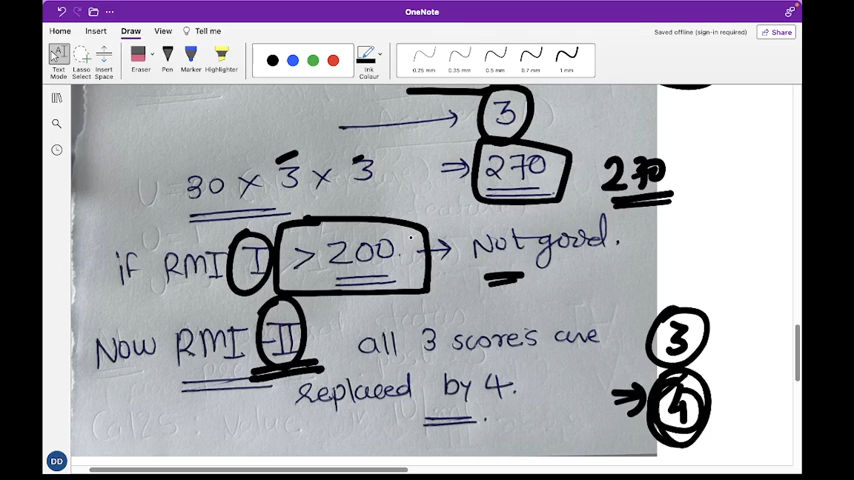 OneNote
Home Insert Draw View Tell me
Saved offline (sign-in required)
Share
Text Mode
Lasso Select
Insert Space
Eraser
Pen
Marker
Highlighter
Ink Colour
0.25 mm
0.35 mm
0.5 mm
0.7 mm
1 mm
3
30 × 3 × 3 ⇒ 270 270
if RMI I > 200. → Not good.
Now RMI-II all 3 score's are 3
replaced by 4. ⇒ 4
DD